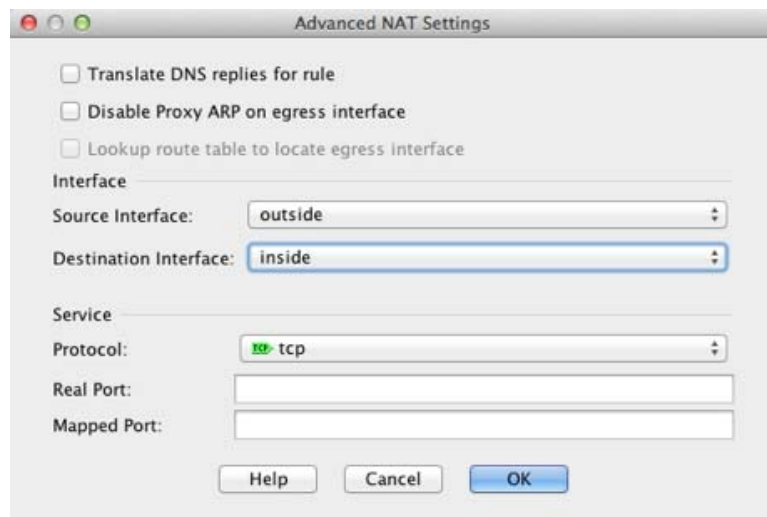 Advanced NAT Settings
Translate DNS replies for rule
Disable Proxy ARP on egress interface
Lookup route table to locate egress interface
Interface
Source Interface: outside
Destination Interface: inside
Service
Protocol: TCP tcp
Real Port:
Mapped Port:
Help Cancel OK